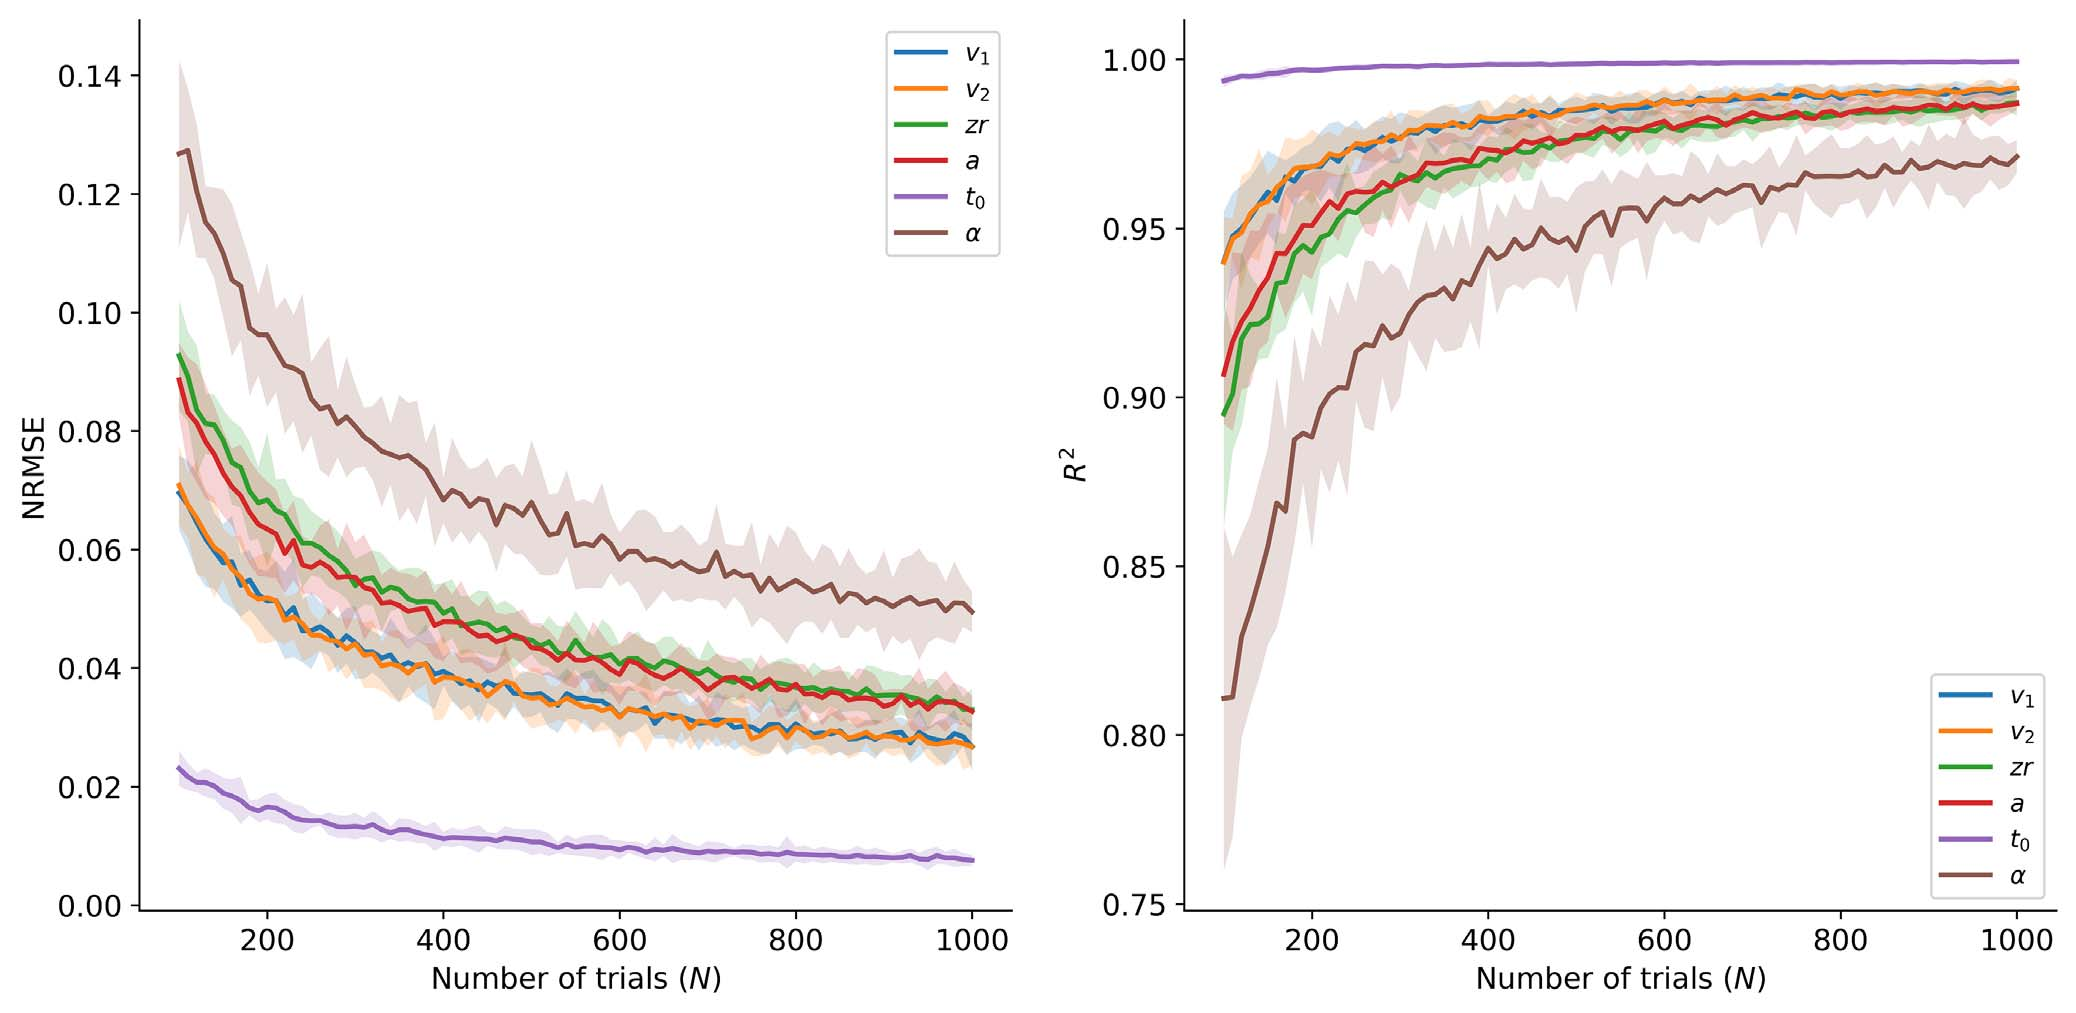 NRMSE
0.14
0.12
0.10
0.08
0.06
0.04
0.02
0.00
200 400 600 800 1000
Number of trials (N)
v₁
v₂
zr
a
t₀
α
R²
1.00
0.95
0.90
0.85
0.80
0.75
200 400 600 800 1000
Number of trials (N)
v₁
v₂
zr
a
t₀
α